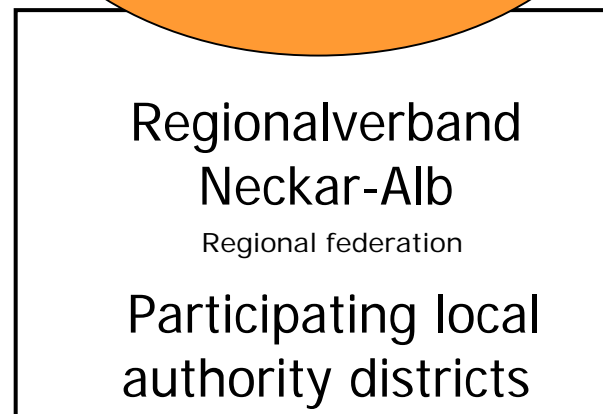 Regionalverband
Neckar-Alb
Regional federation
Participating local
authority districts